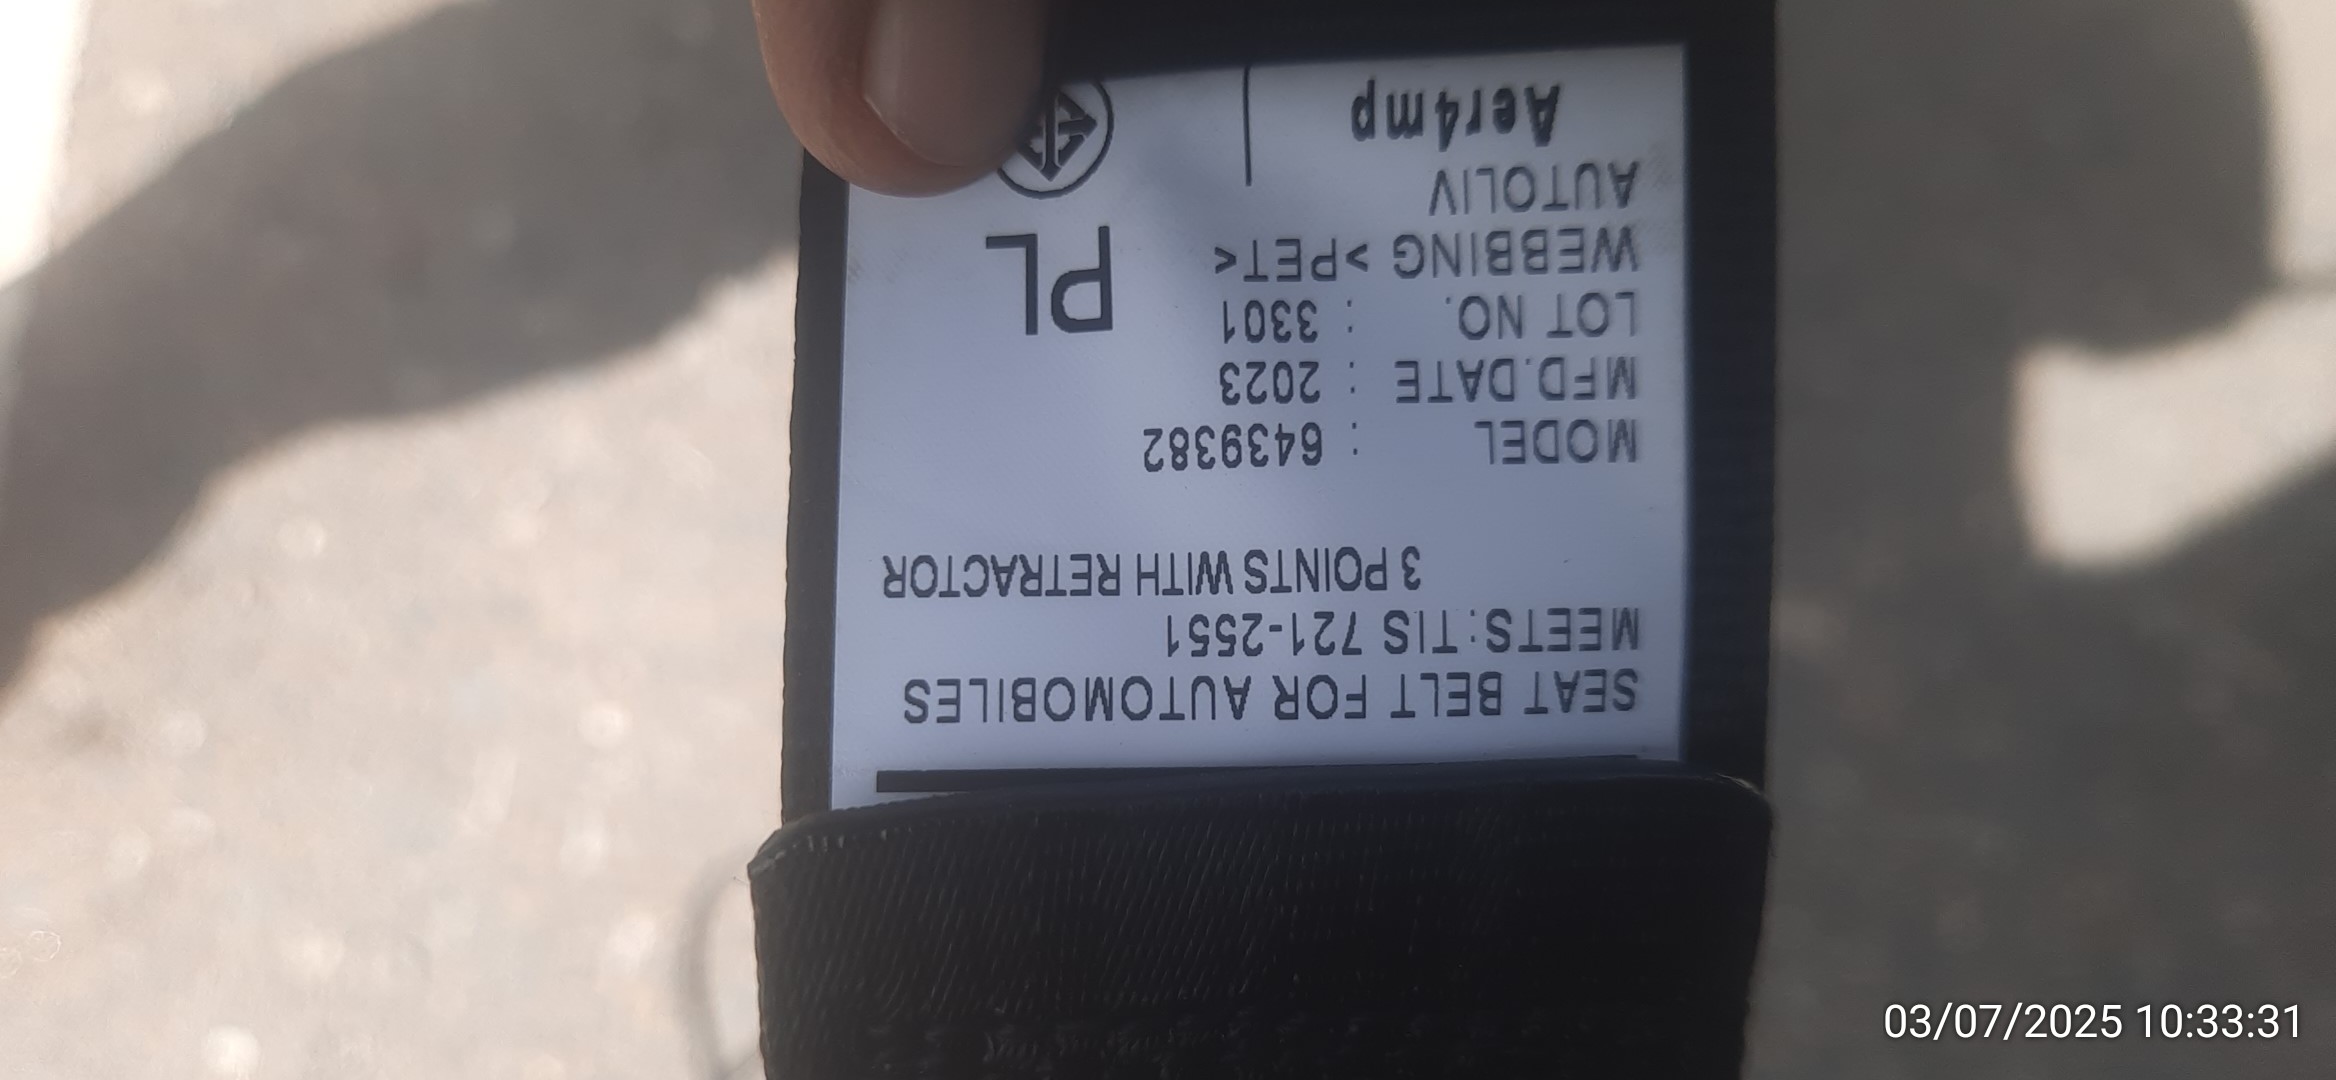 SEAT BELT FOR AUTOMOBILES
MEETS:TIS 721-2551
3 POINTS WITH RETRACTOR
MODEL : 6439382
MFD.DATE : 2023
LOT NO. : 3301
WEBBING >PET<
AUTOLIV
PL
Aer4mp
03/07/2025 10:33:31